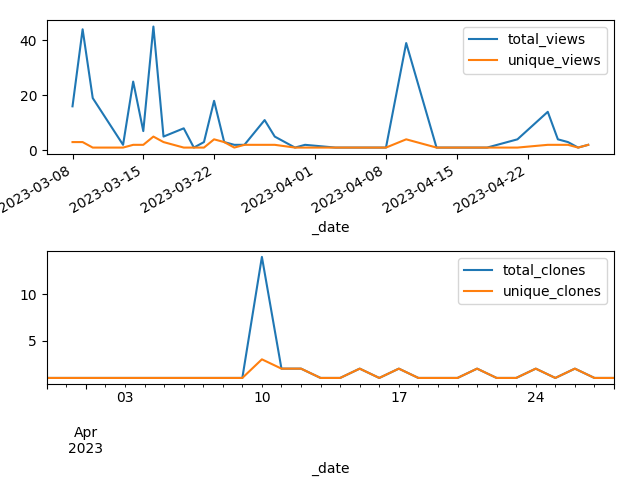 total_views
unique_views
40
20
0
2023-03-08
2023-03-15
2023-03-22
2023-04-01
2023-04-08
2023-04-15
2023-04-22
_date
total_clones
unique_clones
10
5
03
10
17
24
Apr
2023
_date